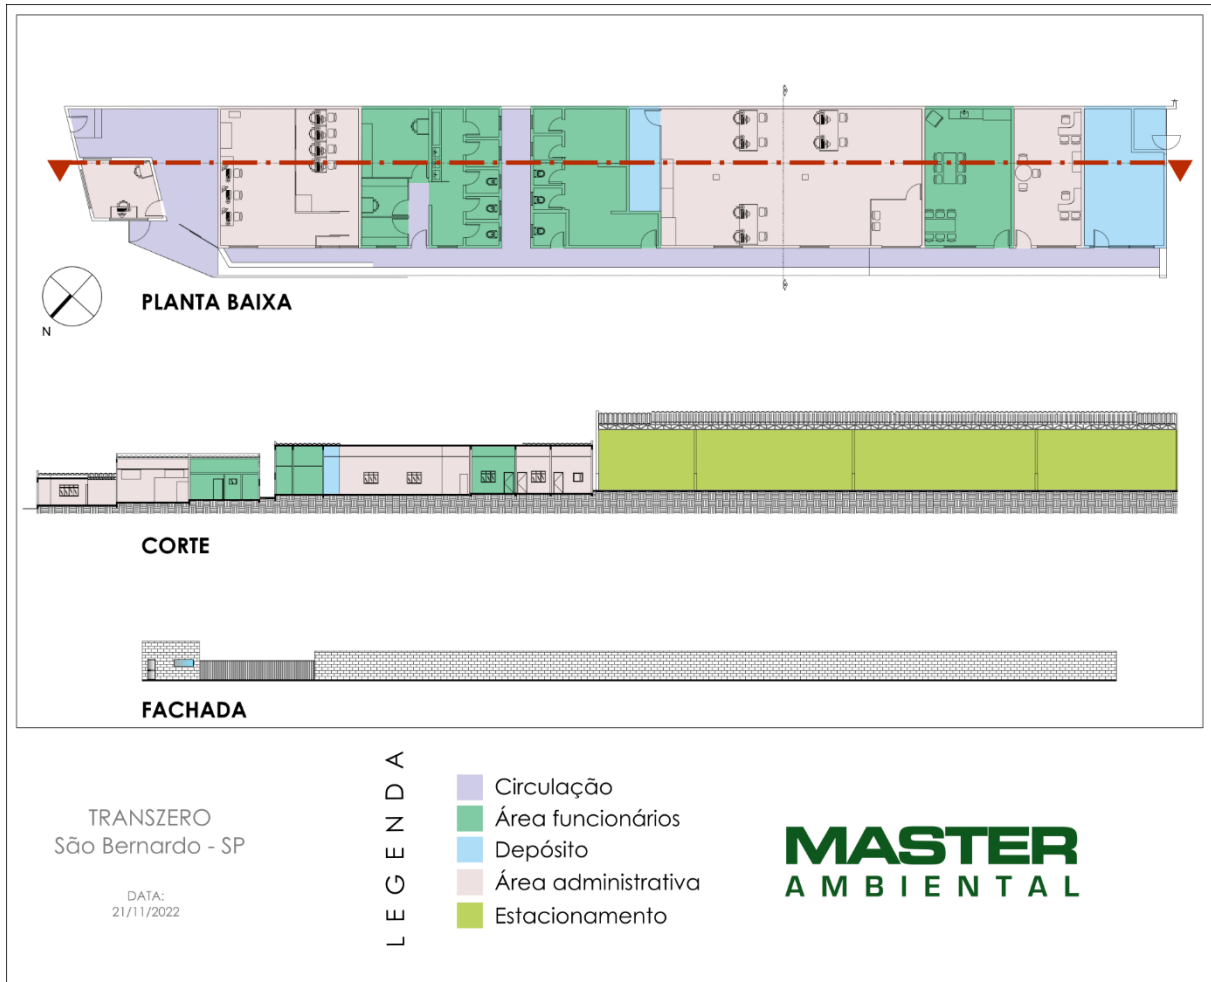 N
PLANTA BAIXA
CORTE
FACHADA
TRANSZERO
São Bernardo - SP
DATA:
21/11/2022
LEGENDA
Circulação
Área funcionários
Depósito
Área administrativa
Estacionamento
MASTER
AMBIENTAL